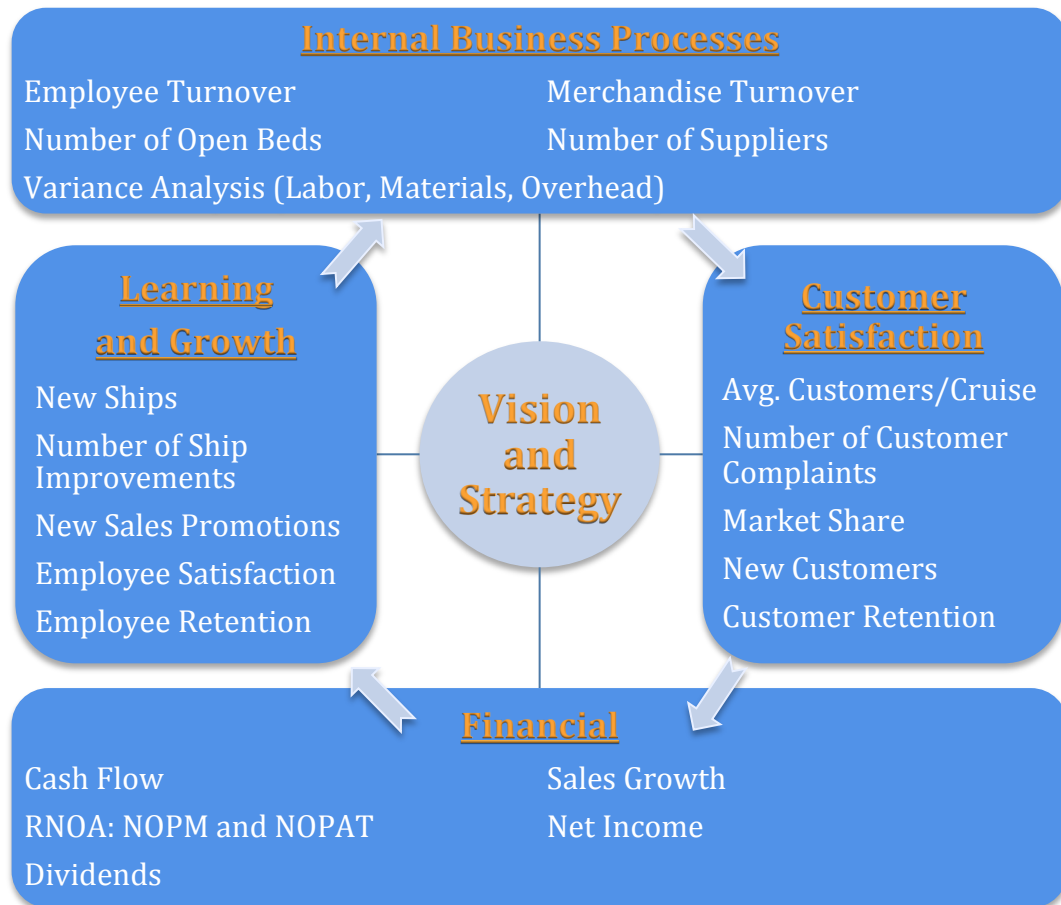 Internal Business Processes
Employee Turnover
Merchandise Turnover
Number of Open Beds
Number of Suppliers
Variance Analysis (Labor, Materials, Overhead)
Learning
and Growth
New Ships
Number of Ship
Improvements
New Sales Promotions
Employee Satisfaction
Employee Retention
Vision
and
Strategy
Customer
Satisfaction
Avg. Customers/Cruise
Number of Customer
Complaints
Market Share
New Customers
Customer Retention
Financial
Cash Flow
Sales Growth
RNOA: NOPM and NOPAT
Net Income
Dividends